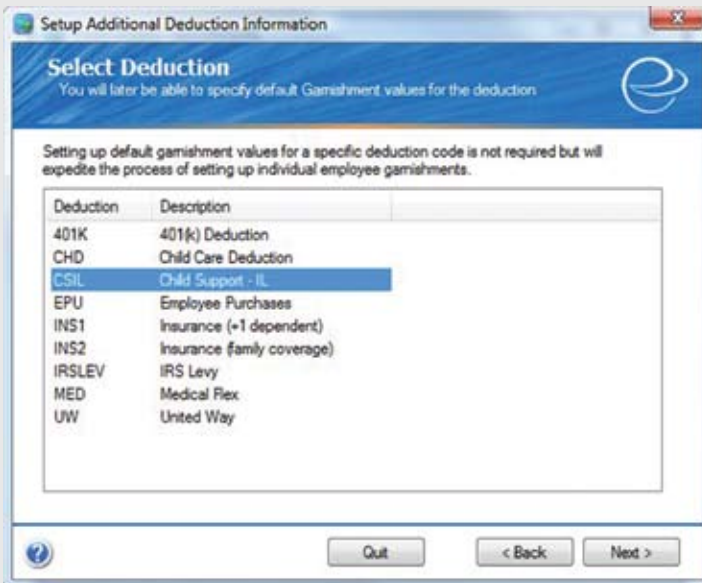 Setup Additional Deduction Information
x
Select Deduction
You will later be able to specify default Garnishment values for the deduction
Setting up default garnishment values for a specific deduction code is not required but will
expedite the process of setting up individual employee garnishments.
Deduction Description
401K 401(k) Deduction
CHD Child Care Deduction
CSIL Child Support - IL
EPU Employee Purchases
INS1 Insurance (+1 dependent)
INS2 Insurance (family coverage)
IRSLEV IRS Levy
MED Medical Flex
UW United Way
? Quit < Back Next >